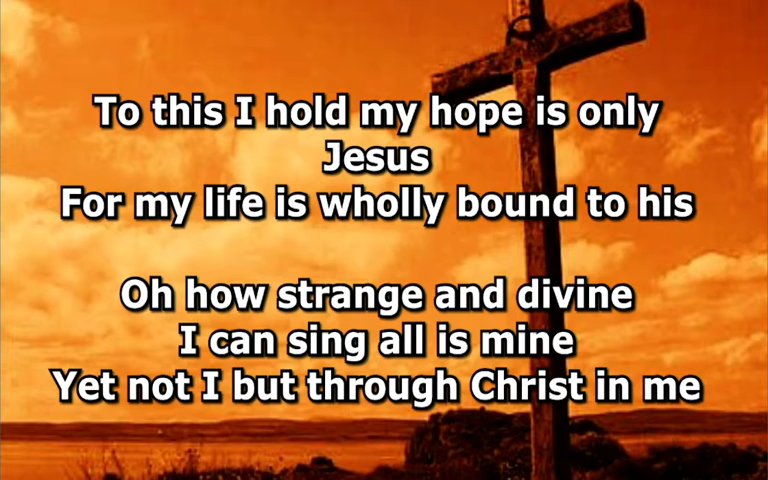 To this I hold my hope is only
Jesus
For my life is wholly bound to his
Oh how strange and divine
I can sing all is mine
Yet not I but through Christ in me